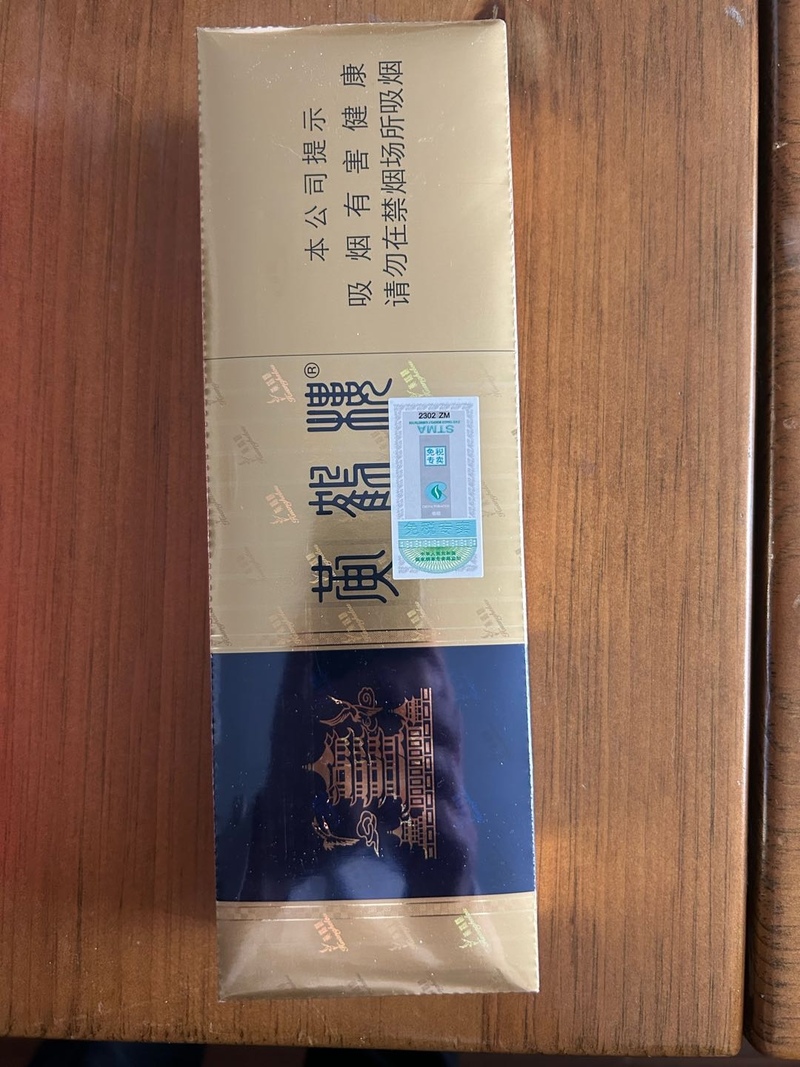 本公司提示
吸烟有害健康
请勿在禁烟场所吸烟
黄鹤楼®
2302 ZM
STMA
免税
专卖